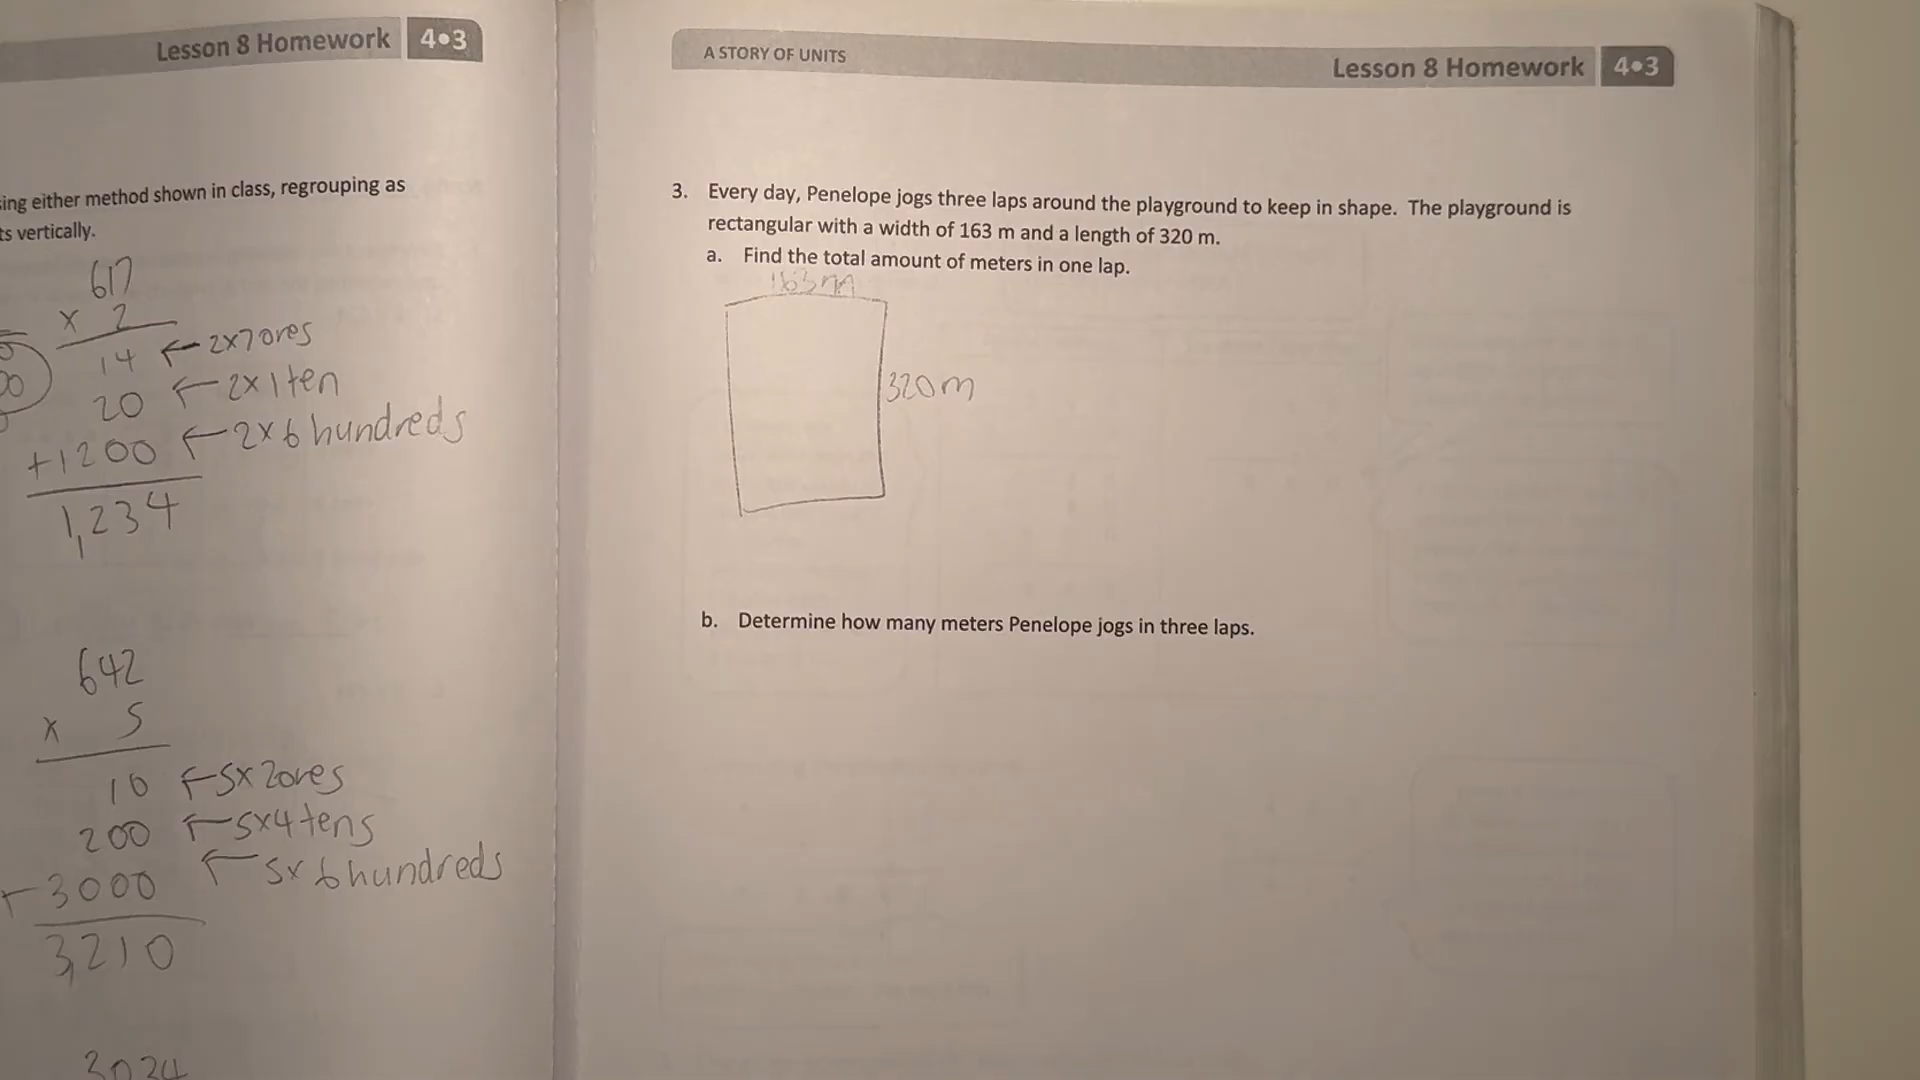 Lesson 8 Homework 4•3
ing either method shown in class, regrouping as
ts vertically.
617
x 2
14 ← 2x7 ones
20 ← 2x1 ten
+1200 ← 2x6 hundreds
1,234
642
x 5
10 ← 5x2 ones
200 ← 5x4 tens
3000 ← 5x6 hundreds
3,210
A STORY OF UNITS
Lesson 8 Homework 4•3
3. Every day, Penelope jogs three laps around the playground to keep in shape. The playground is
rectangular with a width of 163 m and a length of 320 m.
a. Find the total amount of meters in one lap.
163m
320m
b. Determine how many meters Penelope jogs in three laps.